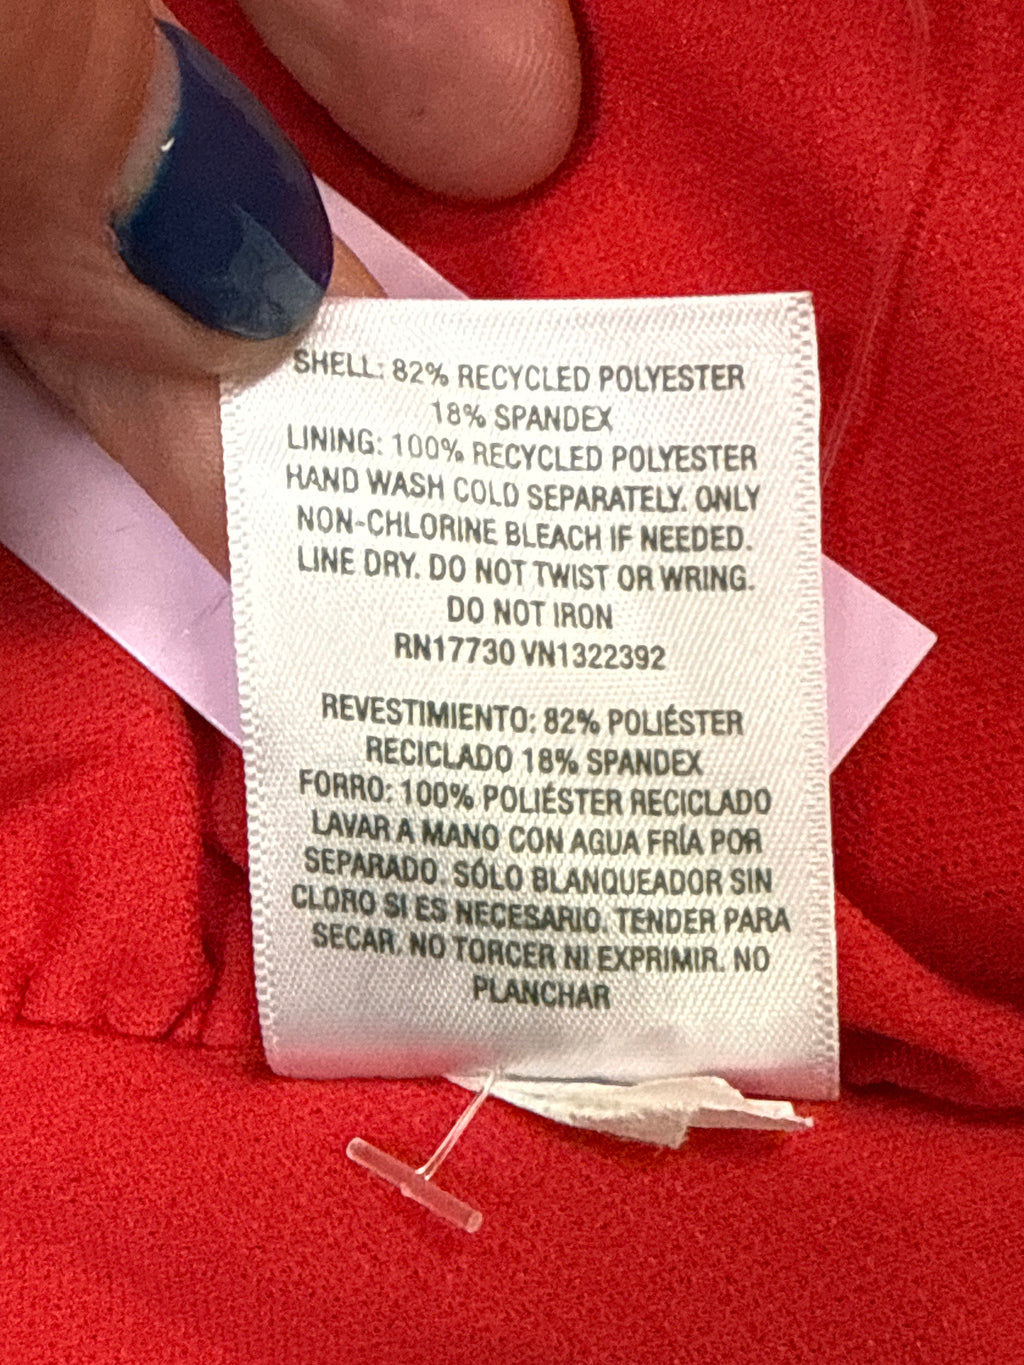 SHELL: 82% RECYCLED POLYESTER
18% SPANDEX
LINING: 100% RECYCLED POLYESTER
HAND WASH COLD SEPARATELY. ONLY
NON-CHLORINE BLEACH IF NEEDED.
LINE DRY. DO NOT TWIST OR WRING.
DO NOT IRON
RN17730 VN1322392
REVESTIMIENTO: 82% POLIÉSTER
RECICLADO 18% SPANDEX
FORRO: 100% POLIÉSTER RECICLADO
LAVAR A MANO CON AGUA FRÍA POR
SEPARADO. SÓLO BLANQUEADOR SIN
CLORO SI ES NECESARIO. TENDER PARA
SECAR. NO TORCER NI EXPRIMIR. NO
PLANCHAR